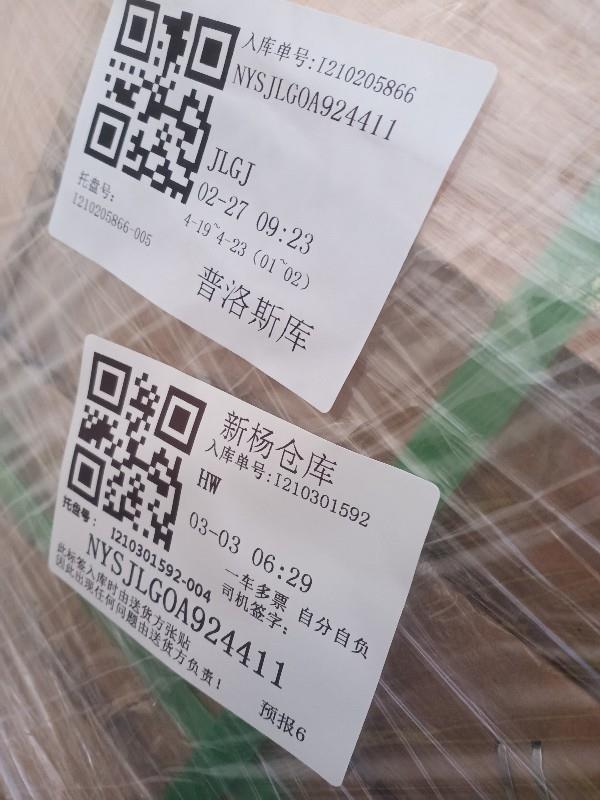 入库单号:I210205866
NYSJLGOA924411
JLGJ
02-27 09:23
托盘号:
I210205866-005
4-19~4-23 (01~02)
普洛斯库
新杨仓库
入库单号:I210301592
HW
03-03 06:29
托盘号:
I210301592-004
一车多票 自分自负
司机签字:
NYSJLGOA924411
此标签入库时由送货方张贴
因此出现任何问题由送货方负责!
预报6